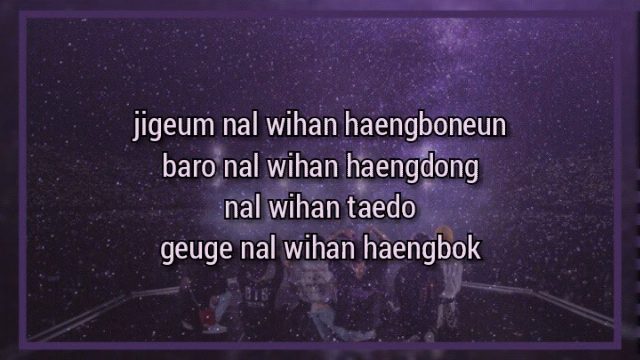 jigeum nal wihan haengboneun
baro nal wihan haengdong
nal wihan taedo
geuge nal wihan haengbok